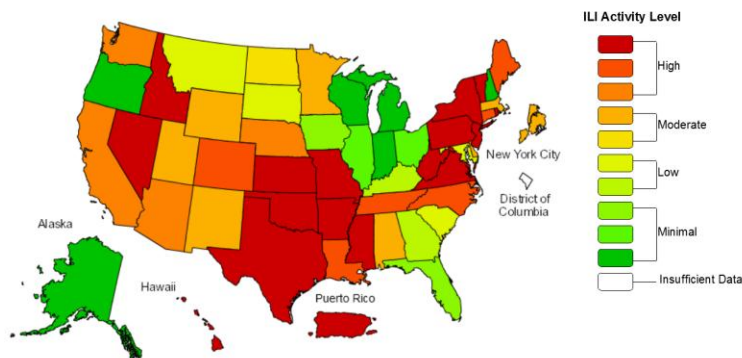 ILI Activity Level
High
Moderate
Low
Minimal
Insufficient Data
New York City
District of
Columbia
Alaska
Hawaii
Puerto Rico